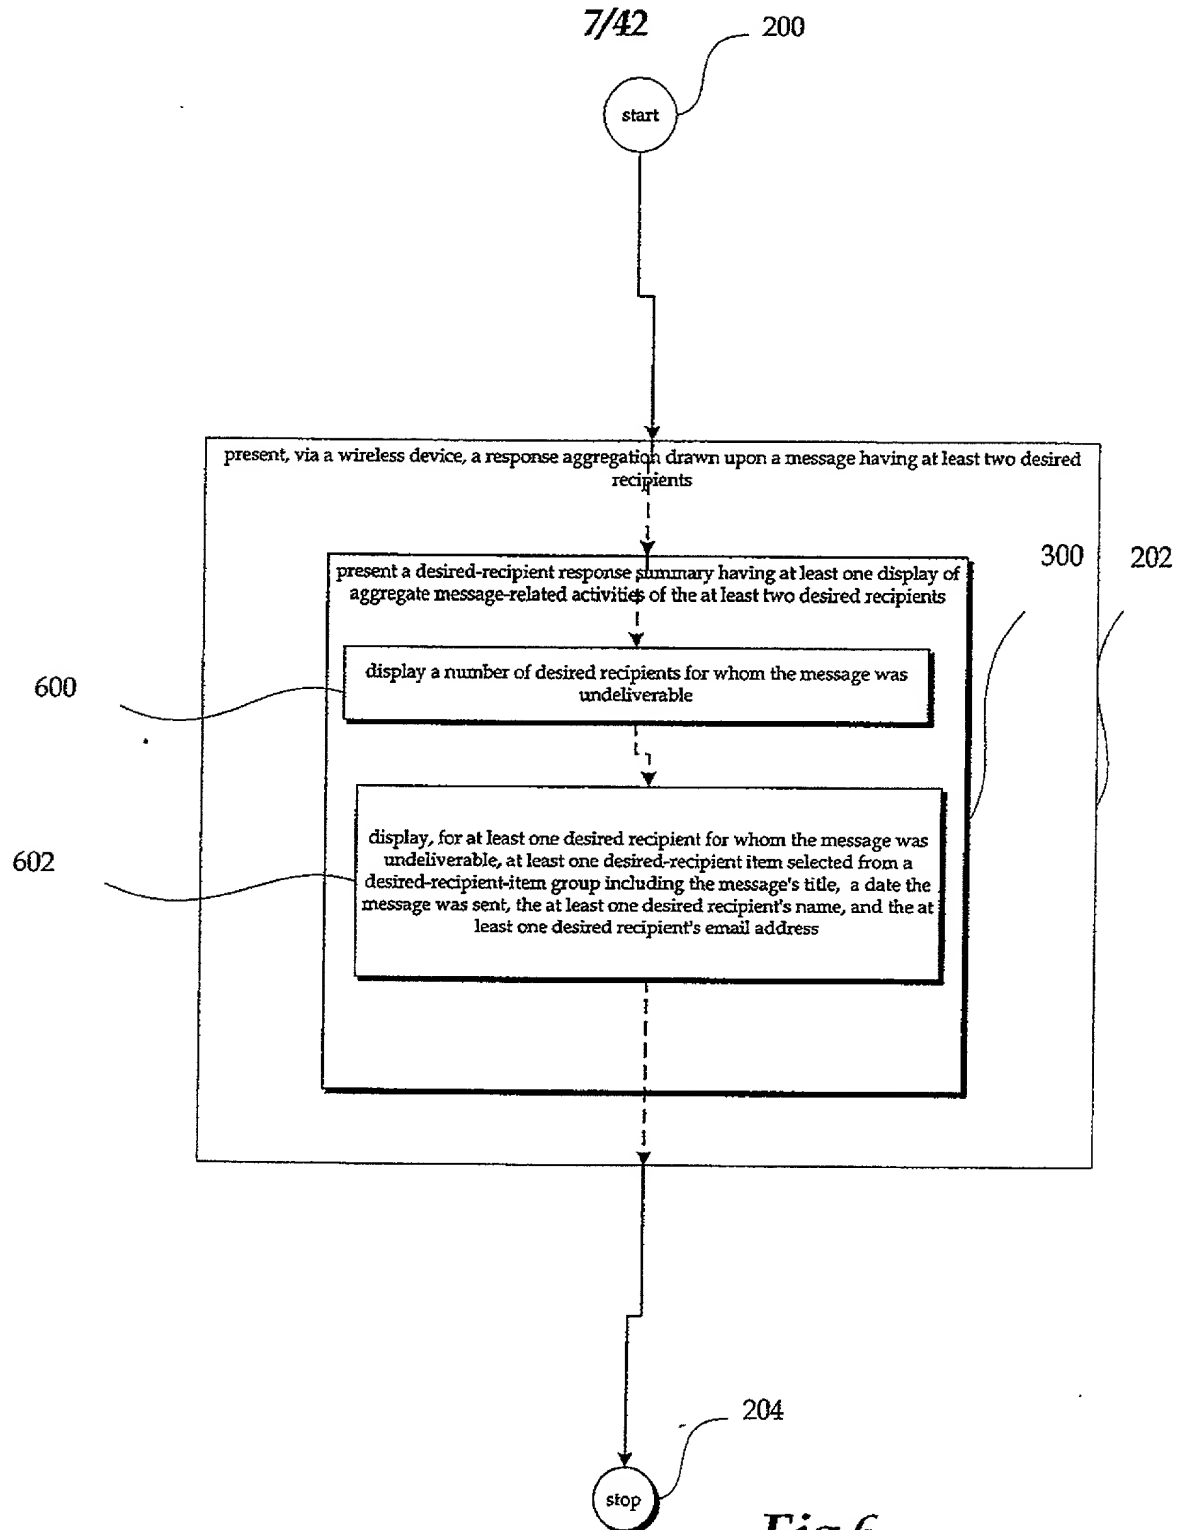 7/42
200
start
present, via a wireless device, a response aggregation drawn upon a message having at least two desired
recipients
300
202
present a desired-recipient response summary having at least one display of
aggregate message-related activities of the at least two desired recipients
600
display a number of desired recipients for whom the message was
undeliverable
602
display, for at least one desired recipient for whom the message was
undeliverable, at least one desired-recipient item selected from a
desired-recipient-item group including the message's title, a date the
message was sent, the at least one desired recipient's name, and the at
least one desired recipient's email address
204
stop
Fig 6